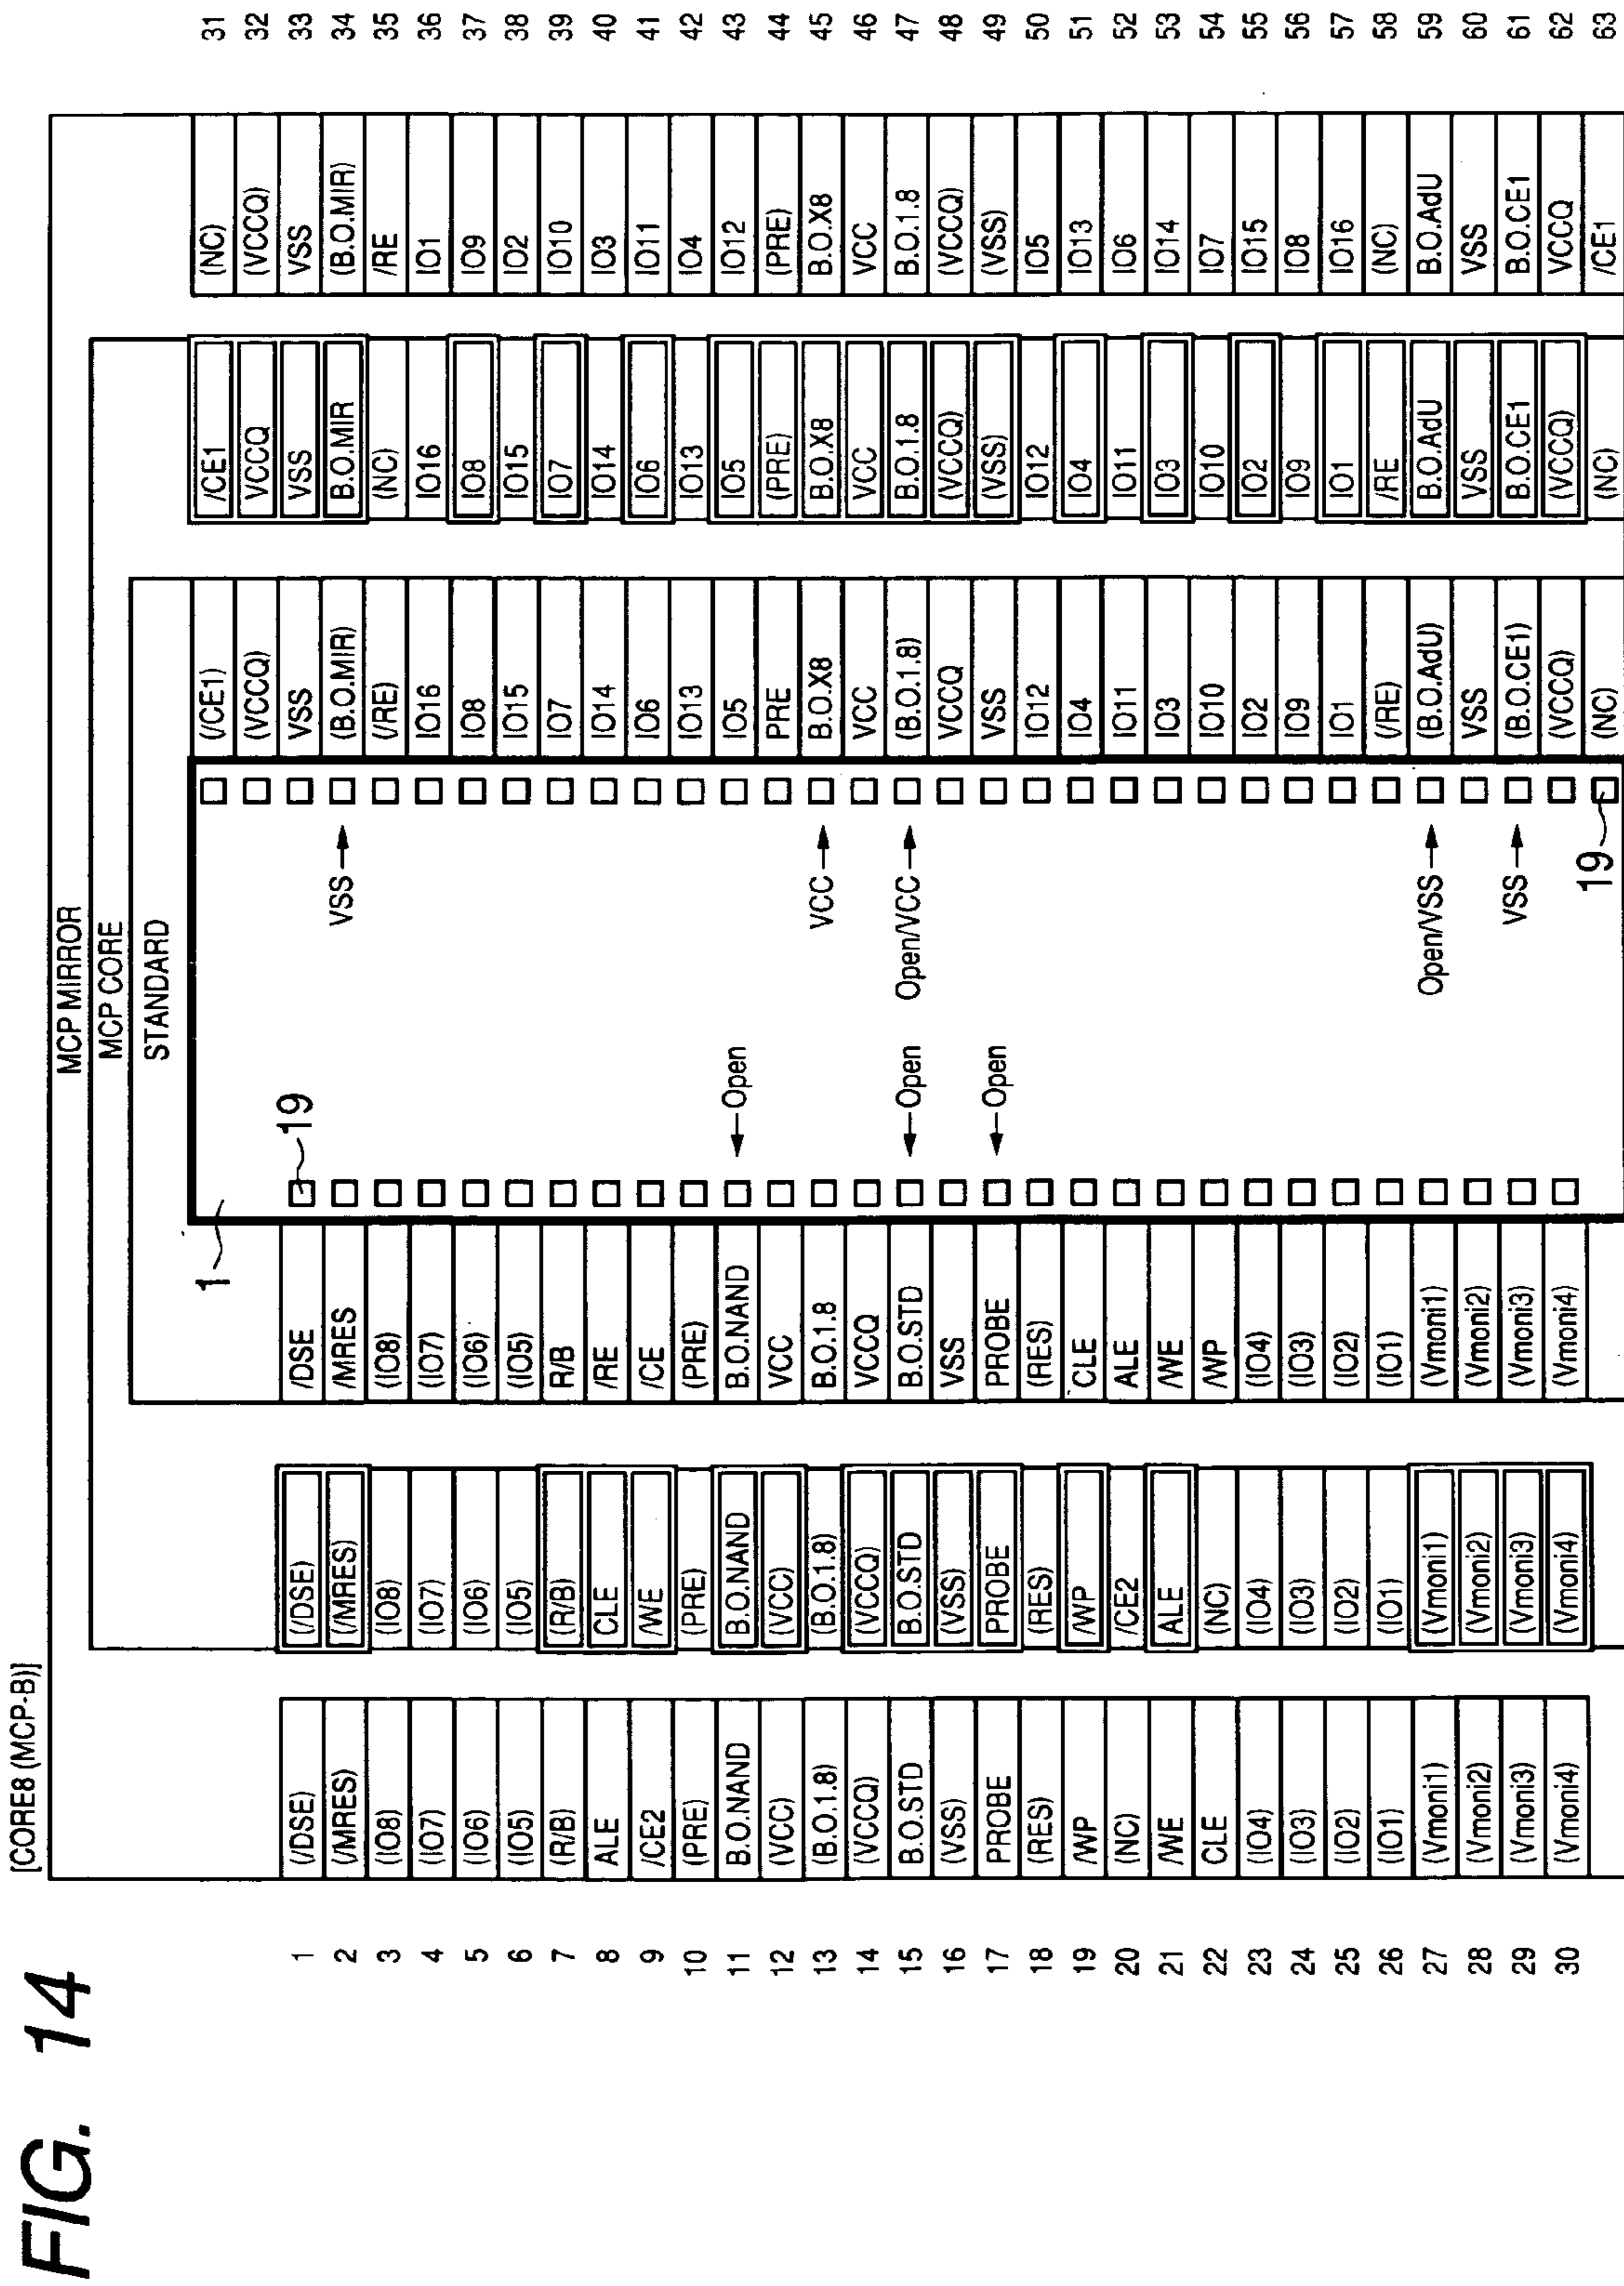 FIG. 14
[CORE8 (MCP-B)]
MCP MIRROR
MCP CORE
STANDARD
1
19
1 (/DSE) (/DSE) /DSE
2 (/MRES) (/MRES) /MRES
3 (IO8) (IO8) (IO8)
4 (IO7) (IO7) (IO7)
5 (IO6) (IO6) (IO6)
6 (IO5) (IO5) (IO5)
7 (R/B) (R/B) R/B
8 ALE CLE /RE
9 /CE2 /WE /CE
10 (PRE) (PRE) (PRE)
11 B.O.NAND B.O.NAND B.O.NAND ← Open
12 (VCC) (VCC) VCC
13 (B.O.1.8) (B.O.1.8) B.O.1.8
14 (VCCQ) (VCCQ) VCCQ
15 B.O.STD B.O.STD B.O.STD ← Open
16 (VSS) (VSS) VSS
17 PROBE PROBE PROBE ← Open
18 (RES) (RES) (RES)
19 /WP /WP CLE
20 (NC) /CE2 ALE
21 /WE ALE /WE
22 CLE (NC) /WP
23 (IO4) (IO4) (IO4)
24 (IO3) (IO3) (IO3)
25 (IO2) (IO2) (IO2)
26 (IO1) (IO1) (IO1)
27 (Vmoni1) (Vmoni1) (Vmoni1)
28 (Vmoni2) (Vmoni2) (Vmoni2)
29 (Vmoni3) (Vmoni3) (Vmoni3)
30 (Vmoni4) (Vmoni4) (Vmoni4)
(/CE1) /CE1 (NC) 31
(VCCQ) VCCQ (VCCQ) 32
VSS VSS VSS 33
VSS → (B.O.MIR) B.O.MIR (B.O.MIR) 34
(/RE) (NC) /RE 35
IO16 IO16 IO1 36
IO8 IO8 IO9 37
IO15 IO15 IO2 38
IO7 IO7 IO10 39
IO14 IO14 IO3 40
IO6 IO6 IO11 41
IO13 IO13 IO4 42
IO5 IO5 IO12 43
PRE (PRE) (PRE) 44
VCC → B.O.X8 B.O.X8 B.O.X8 45
VCC VCC VCC 46
Open/VCC → (B.O.1.8) B.O.1.8 B.O.1.8 47
VCCQ (VCCQ) (VCCQ) 48
VSS (VSS) (VSS) 49
IO12 IO12 IO5 50
IO4 IO4 IO13 51
IO11 IO11 IO6 52
IO3 IO3 IO14 53
IO10 IO10 IO7 54
IO2 IO2 IO15 55
IO9 IO9 IO8 56
IO1 IO1 IO16 57
(/RE) /RE (NC) 58
Open/VSS → (B.O.AdU) B.O.AdU B.O.AdU 59
VSS VSS VSS 60
VSS → (B.O.CE1) B.O.CE1 B.O.CE1 61
(VCCQ) (VCCQ) VCCQ 62
19 (NC) (NC) /CE1 63